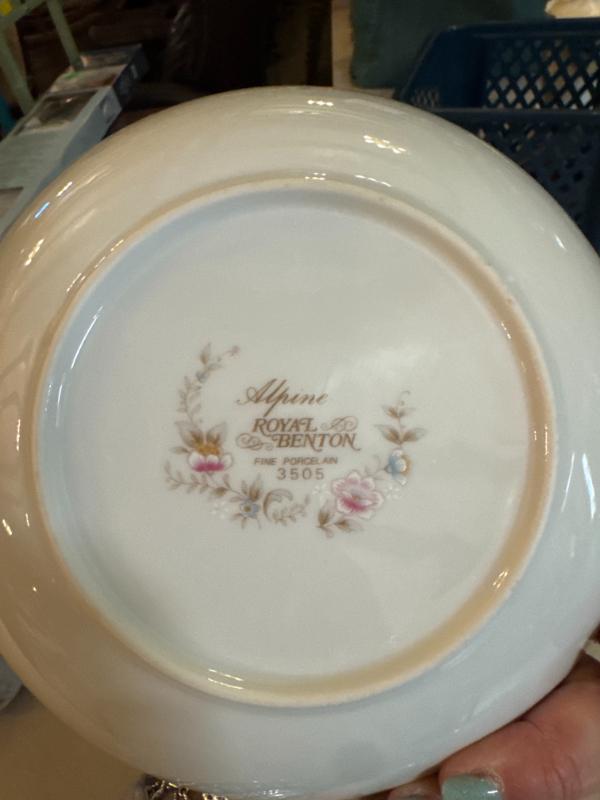 Alpine
ROYAL
BENTON
FINE PORCELAIN
3505